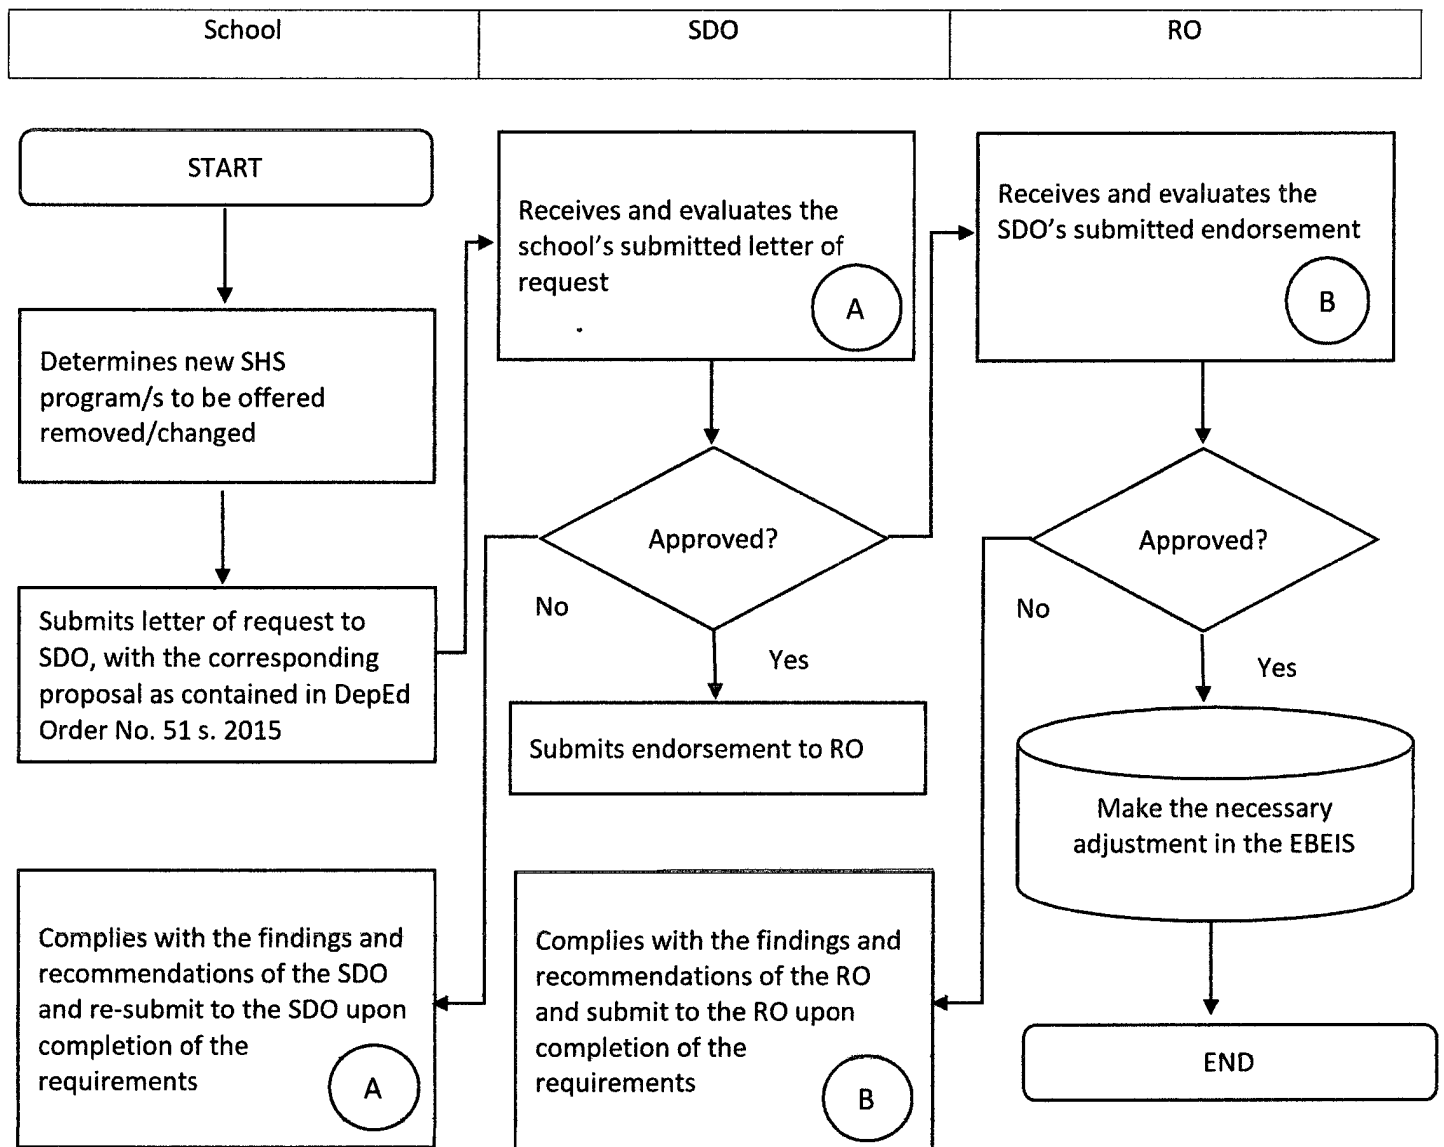 School
SDO
RO
START
Determines new SHS
program/s to be offered
removed/changed
Submits letter of request to
SDO, with the corresponding
proposal as contained in DepEd
Order No. 51 s. 2015
Complies with the findings and
recommendations of the SDO
and re-submit to the SDO upon
completion of the
requirements
A
Receives and evaluates the
school's submitted letter of
request
A
Approved?
No
Yes
Submits endorsement to RO
Complies with the findings and
recommendations of the RO
and submit to the RO upon
completion of the
requirements
B
Receives and evaluates the
SDO's submitted endorsement
B
Approved?
No
Yes
Make the necessary
adjustment in the EBEIS
END